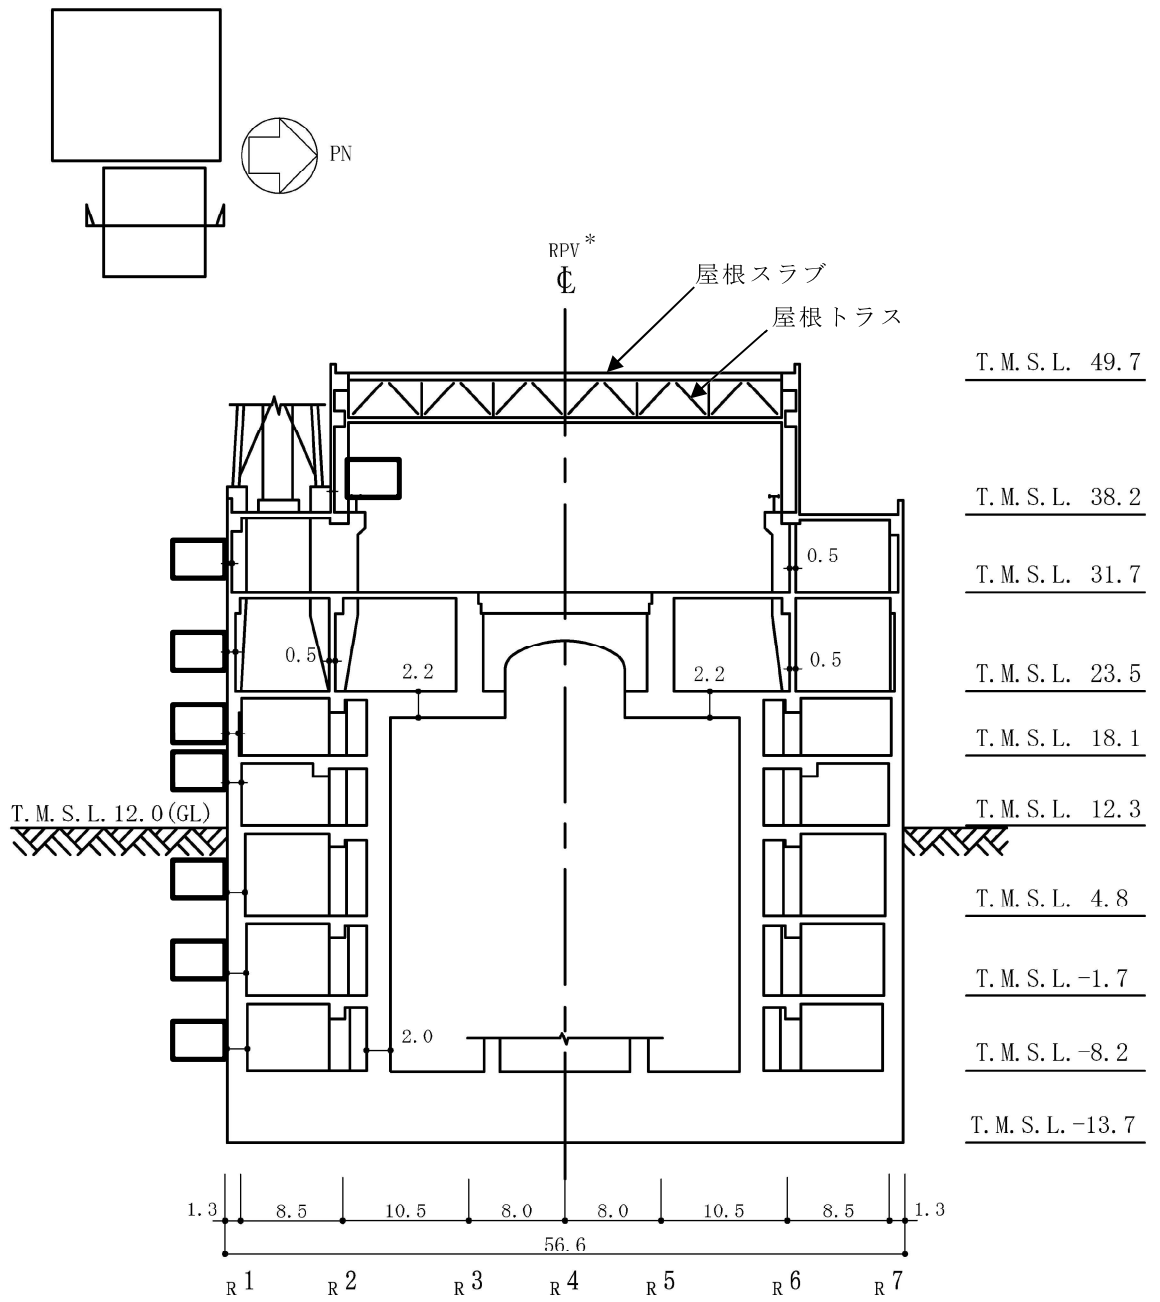 PN
RPV*
℄
屋根スラブ
屋根トラス
T.M.S.L. 49.7
T.M.S.L. 38.2
0.5
T.M.S.L. 31.7
0.5
2.2
2.2
0.5
T.M.S.L. 23.5
T.M.S.L. 18.1
T.M.S.L.12.0(GL)
T.M.S.L. 12.3
T.M.S.L. 4.8
T.M.S.L.-1.7
2.0
T.M.S.L.-8.2
T.M.S.L.-13.7
1.3 8.5 10.5 8.0 8.0 10.5 8.5 1.3
56.6
R1 R2 R3 R4 R5 R6 R7